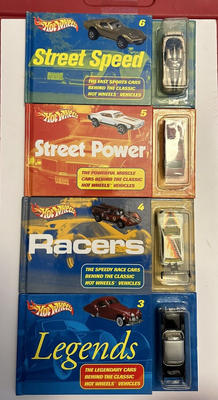 6
Hot Wheels
Street Speed
THE FAST SPORTS CARS
BEHIND THE CLASSIC
HOT WHEELS VEHICLES
5
Hot Wheels
Street Power
THE POWERFUL MUSCLE
CARS BEHIND THE CLASSIC
HOT WHEELS VEHICLES
4
Hot Wheels
Racers
THE SPEEDY RACE CARS
BEHIND THE CLASSIC
HOT WHEELS VEHICLES
3
Hot Wheels
Legends
THE LEGENDARY CARS
BEHIND THE CLASSIC
HOT WHEELS VEHICLES